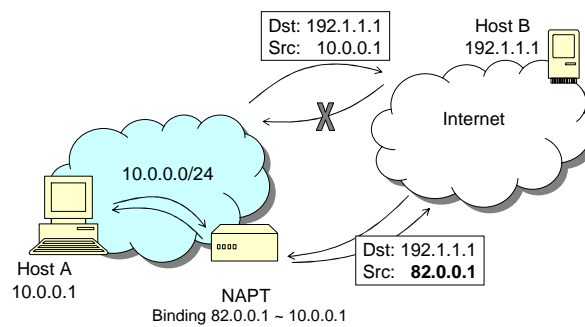 Dst: 192.1.1.1
Src: 10.0.0.1
Host B
192.1.1.1
Internet
10.0.0.0/24
Host A
10.0.0.1
NAPT
Binding 82.0.0.1 ~ 10.0.0.1
Dst: 192.1.1.1
Src: 82.0.0.1